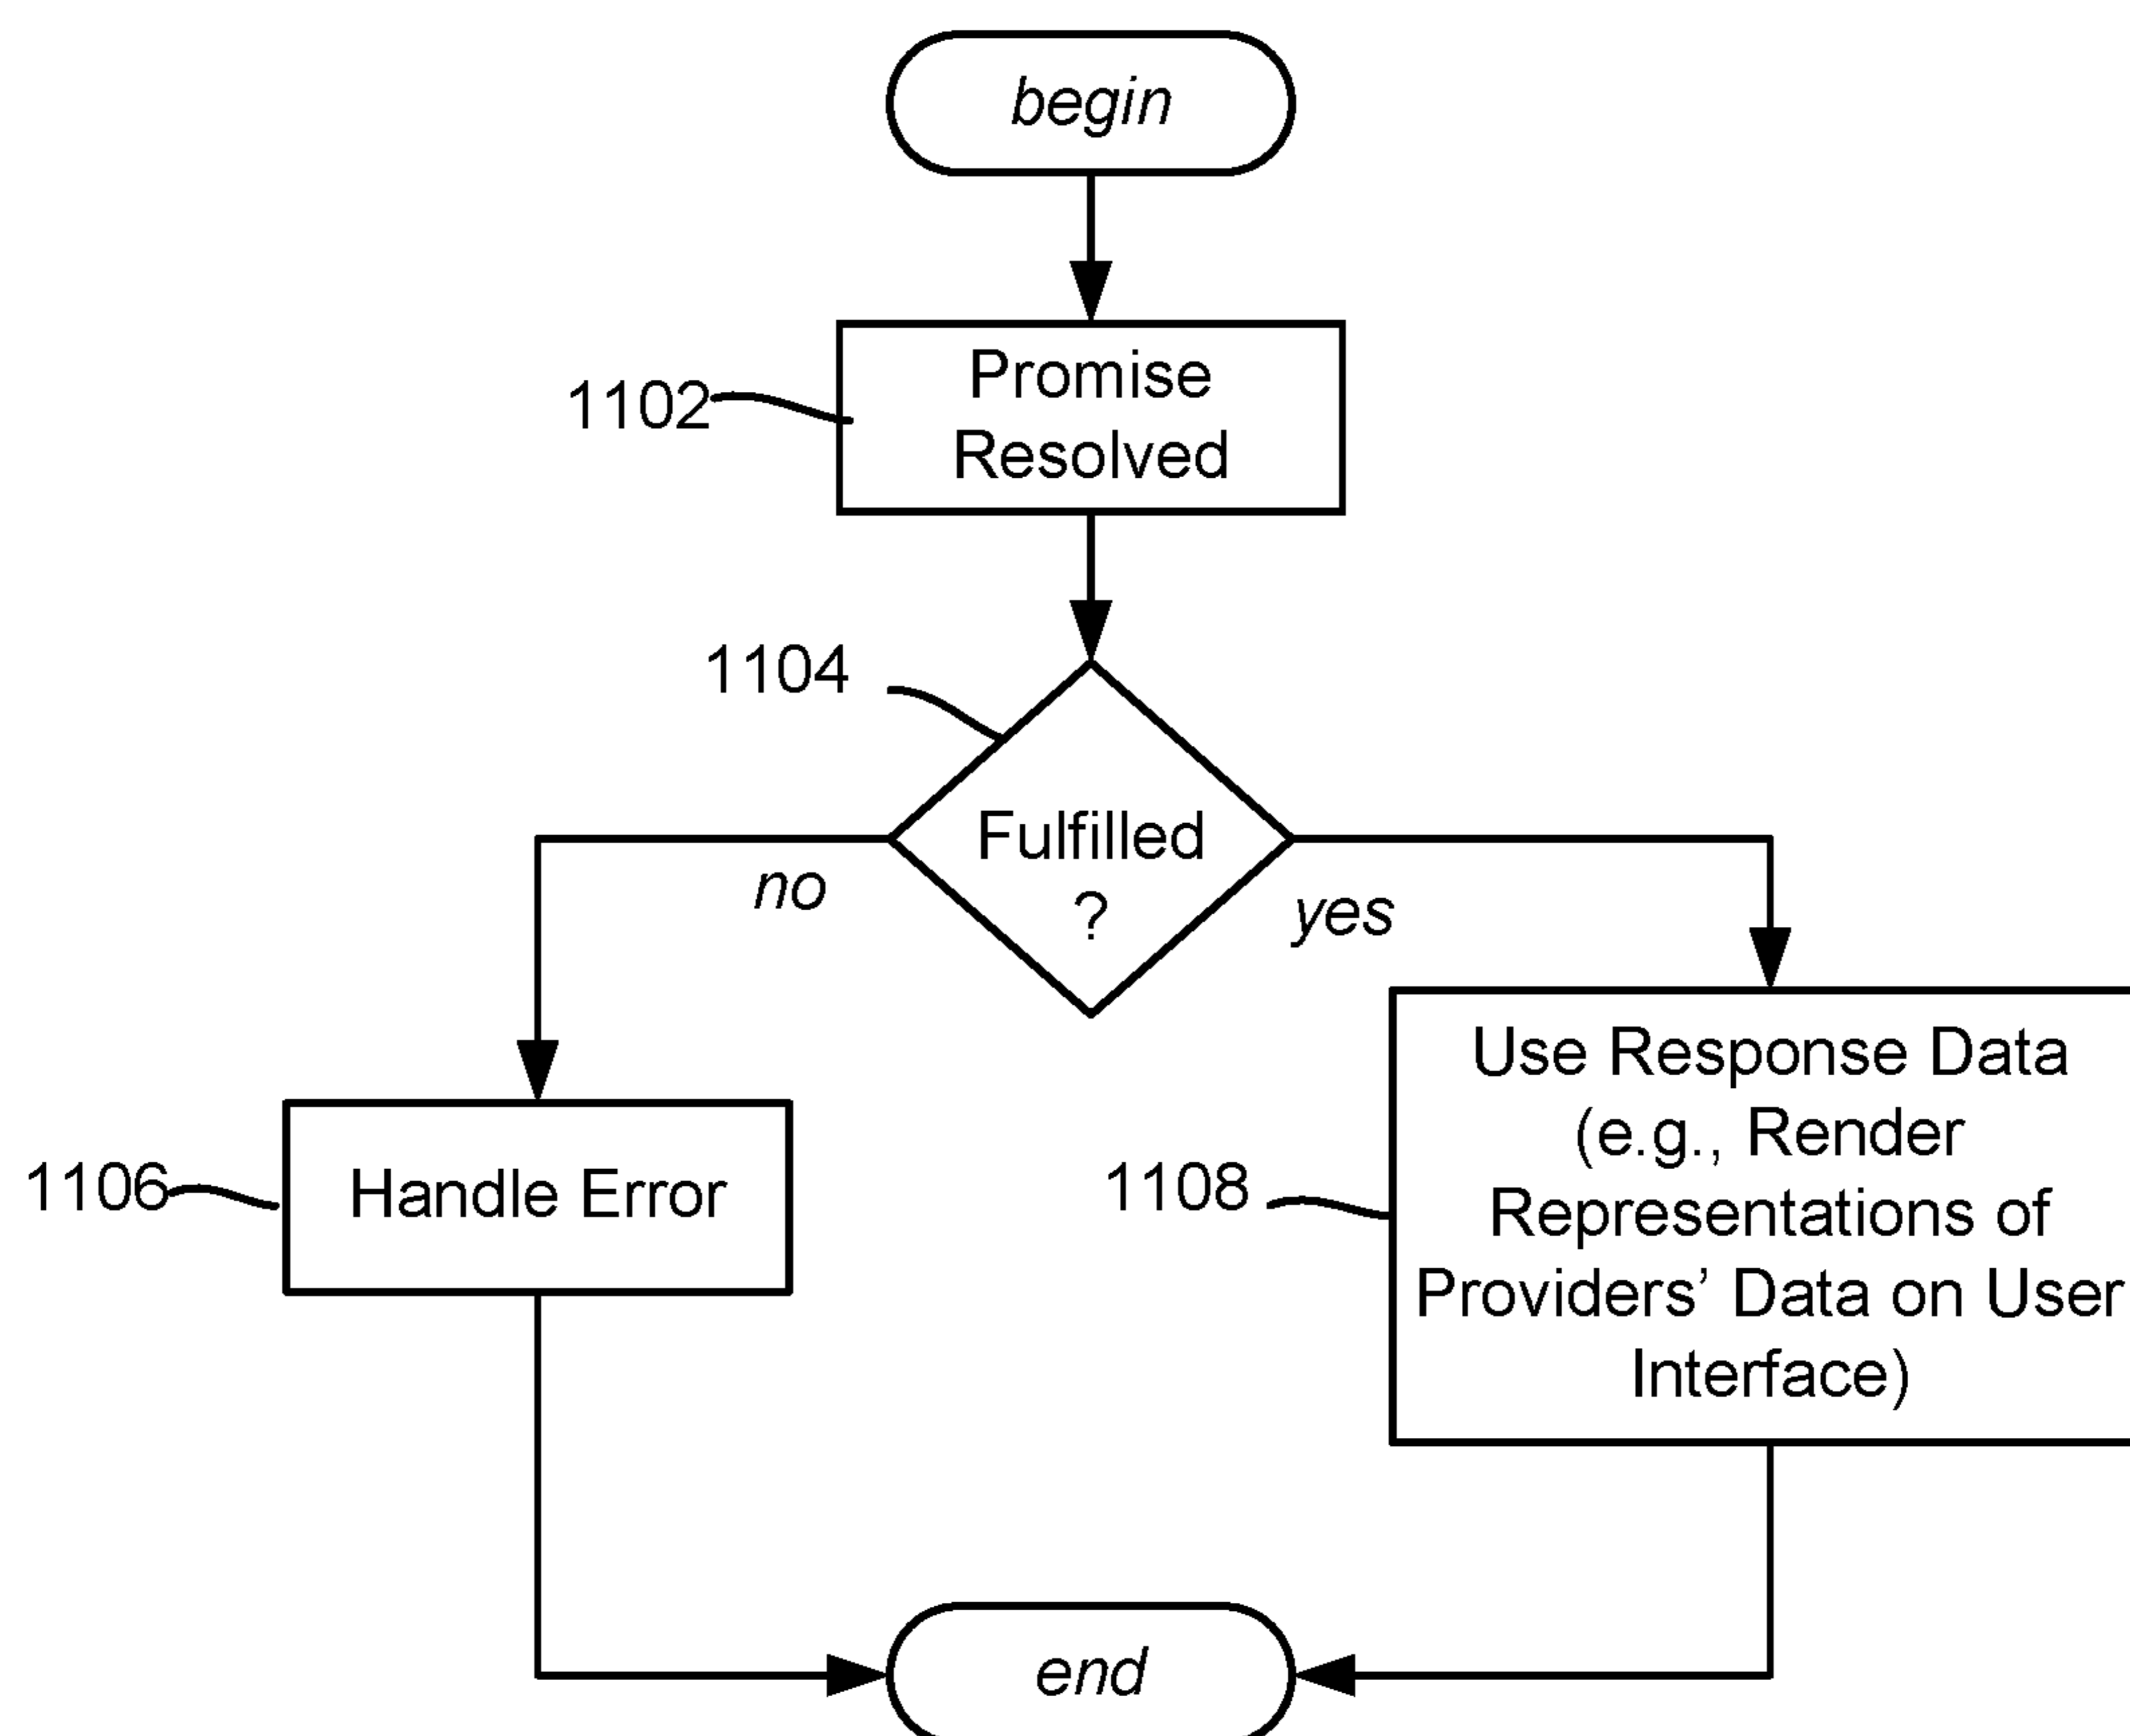 begin
1102
Promise
Resolved
1104
Fulfilled
?
no
yes
1106
Handle Error
1108
Use Response Data
(e.g., Render
Representations of
Providers’ Data on User
Interface)
end